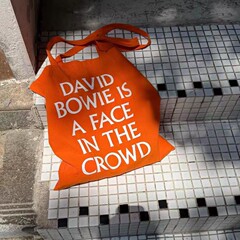 DAVID
BOWIE IS
A FACE
IN THE
CROWD